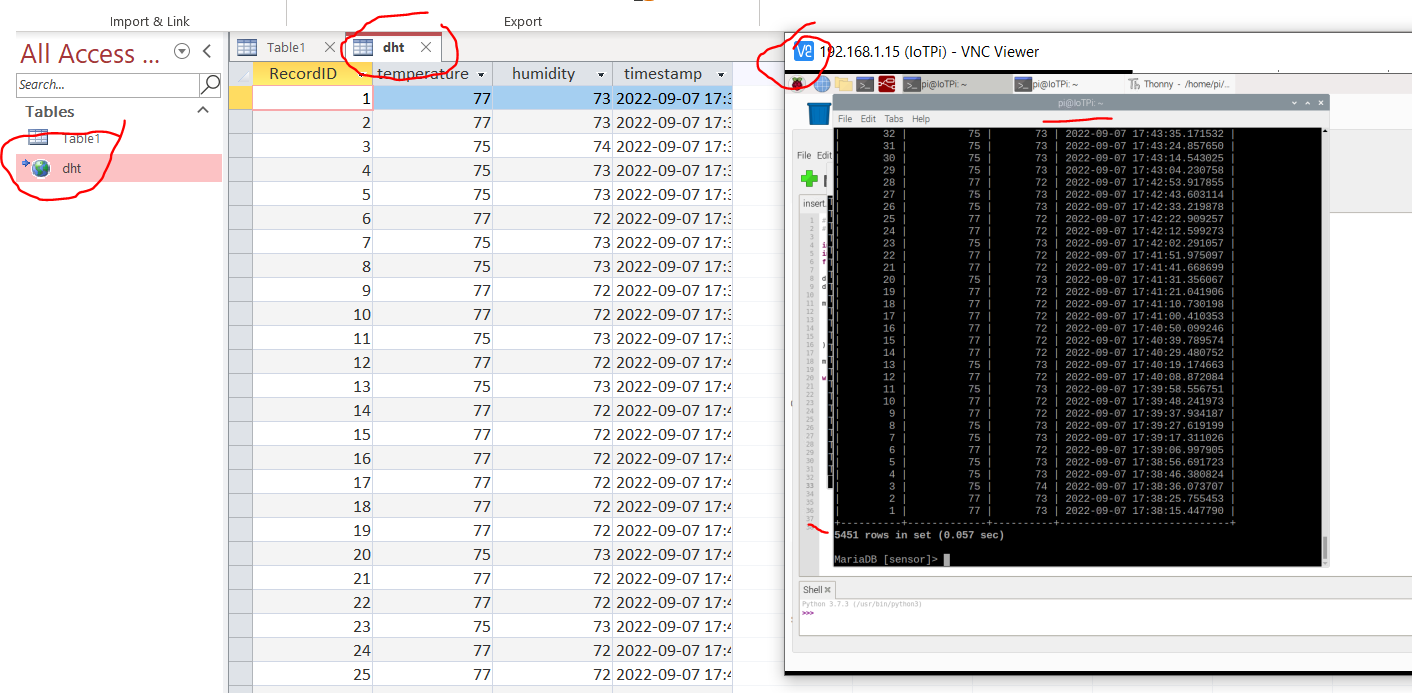 Import & Link
Export
All Access ...
Search...
Tables
Table1
dht
Table1
dht
RecordID temperature humidity timestamp
1 77 73 2022-09-07 17:3
2 77 73 2022-09-07 17:3
3 75 74 2022-09-07 17:3
4 75 73 2022-09-07 17:3
5 75 73 2022-09-07 17:3
6 77 72 2022-09-07 17:3
7 75 73 2022-09-07 17:3
8 75 73 2022-09-07 17:3
9 77 72 2022-09-07 17:3
10 77 72 2022-09-07 17:3
11 75 73 2022-09-07 17:3
12 77 72 2022-09-07 17:4
13 75 73 2022-09-07 17:4
14 77 72 2022-09-07 17:4
15 77 72 2022-09-07 17:4
16 77 72 2022-09-07 17:4
17 77 72 2022-09-07 17:4
18 77 72 2022-09-07 17:4
19 77 72 2022-09-07 17:4
20 75 73 2022-09-07 17:4
21 77 72 2022-09-07 17:4
22 77 72 2022-09-07 17:4
23 75 73 2022-09-07 17:4
24 77 72 2022-09-07 17:4
25 77 72 2022-09-07 17:4
192.168.1.15 (IoTPi) - VNC Viewer
pi@IoTPi: ~
pi@IoTPi: ~
Thonny - /home/pi/...
pi@IoTPi: ~
File Edit Tabs Help
File Edit
insert
| 32 | 75 | 73 | 2022-09-07 17:43:35.171532 |
| 31 | 75 | 73 | 2022-09-07 17:43:24.857650 |
| 30 | 75 | 73 | 2022-09-07 17:43:14.543025 |
| 29 | 75 | 73 | 2022-09-07 17:43:04.230758 |
| 28 | 77 | 72 | 2022-09-07 17:42:53.917855 |
| 27 | 75 | 73 | 2022-09-07 17:42:43.603114 |
| 26 | 75 | 73 | 2022-09-07 17:42:33.219878 |
| 25 | 77 | 72 | 2022-09-07 17:42:22.909257 |
| 24 | 77 | 72 | 2022-09-07 17:42:12.599273 |
| 23 | 75 | 73 | 2022-09-07 17:42:02.291057 |
| 22 | 77 | 72 | 2022-09-07 17:41:51.975097 |
| 21 | 77 | 72 | 2022-09-07 17:41:41.668699 |
| 20 | 75 | 73 | 2022-09-07 17:41:31.356067 |
| 19 | 77 | 72 | 2022-09-07 17:41:21.041906 |
| 18 | 77 | 72 | 2022-09-07 17:41:10.730198 |
| 17 | 77 | 72 | 2022-09-07 17:41:00.410353 |
| 16 | 77 | 72 | 2022-09-07 17:40:50.099246 |
| 15 | 77 | 72 | 2022-09-07 17:40:39.789574 |
| 14 | 77 | 72 | 2022-09-07 17:40:29.480752 |
| 13 | 75 | 73 | 2022-09-07 17:40:19.174663 |
| 12 | 77 | 72 | 2022-09-07 17:40:08.872084 |
| 11 | 75 | 73 | 2022-09-07 17:39:58.556751 |
| 10 | 77 | 72 | 2022-09-07 17:39:48.241973 |
| 9 | 77 | 72 | 2022-09-07 17:39:37.934187 |
| 8 | 75 | 73 | 2022-09-07 17:39:27.619199 |
| 7 | 75 | 73 | 2022-09-07 17:39:17.311026 |
| 6 | 77 | 72 | 2022-09-07 17:39:06.997905 |
| 5 | 75 | 73 | 2022-09-07 17:38:56.691723 |
| 4 | 75 | 73 | 2022-09-07 17:38:46.380824 |
| 3 | 75 | 74 | 2022-09-07 17:38:36.073707 |
| 2 | 77 | 73 | 2022-09-07 17:38:25.755453 |
| 1 | 77 | 73 | 2022-09-07 17:38:15.447790 |
5451 rows in set (0.057 sec)
MariaDB [sensor]>
Shell
Python 3.7.3 (/usr/bin/python3)
>>>